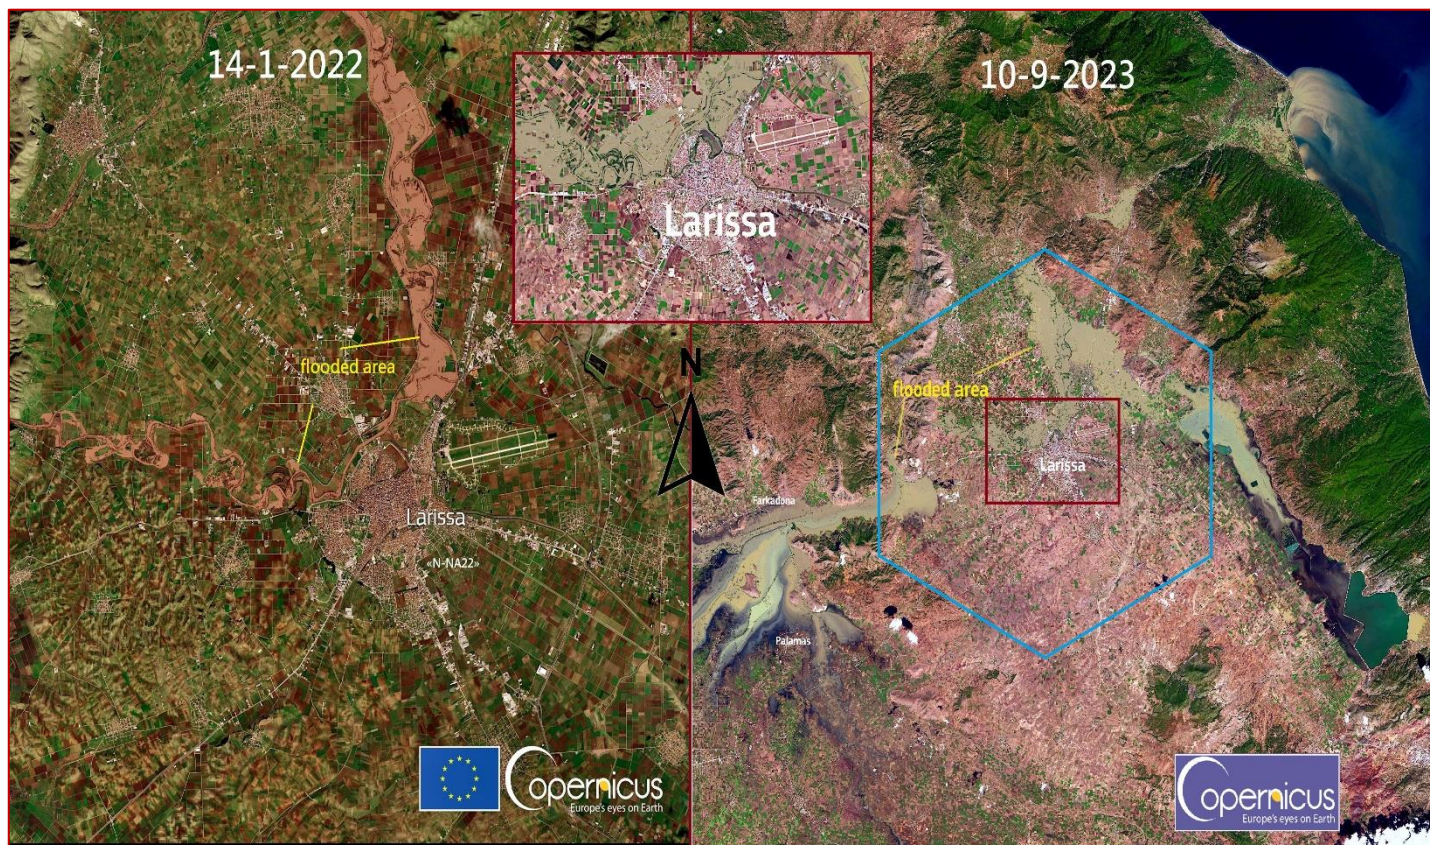 14-1-2022
flooded area
Larissa
«N-NA22»
Copernicus
Europe's eyes on Earth
Larissa
N
10-9-2023
flooded area
Larissa
Farkadona
Palamas
Copernicus
Europe's eyes on Earth